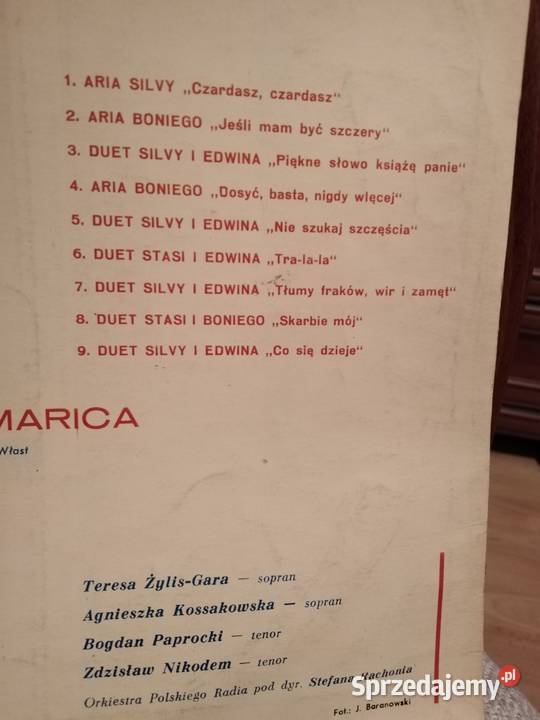 1. ARIA SILVY „Czardasz, czardasz"
2. ARIA BONIEGO „Jeśli mam być szczery"
3. DUET SILVY I EDWINA „Piękne słowo książę panie"
4. ARIA BONIEGO „Dosyć, basta, nigdy więcej"
5. DUET SILVY I EDWINA „Nie szukaj szczęścia"
6. DUET STASI I EDWINA „Tra-la-la"
7. DUET SILVY I EDWINA „Tłumy fraków, wir i zamęt"
8. DUET STASI I BONIEGO „Skarbie mój"
9. DUET SILVY I EDWINA „Co się dzieje"
MARICA
Włast
Teresa Żylis-Gara — sopran
Agnieszka Kossakowska — sopran
Bogdan Paprocki — tenor
Zdzisław Nikodem — tenor
Orkiestra Polskiego Radia pod dyr. Stefana Rachonia
Fot.: J. Baranowski
Sprzedajemy.pl